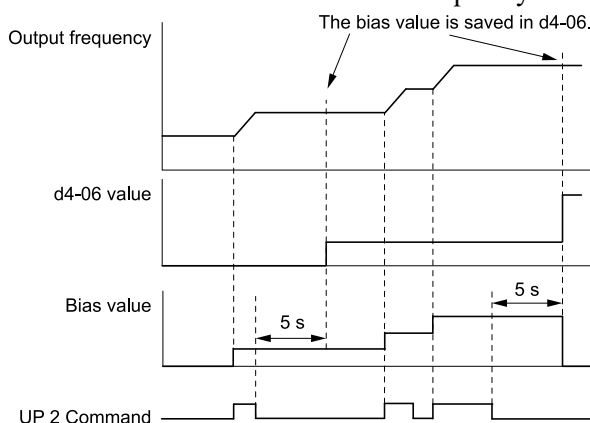 The bias value is saved in d4-06.
Output frequency
d4-06 value
Bias value
5 s
5 s
UP 2 Command